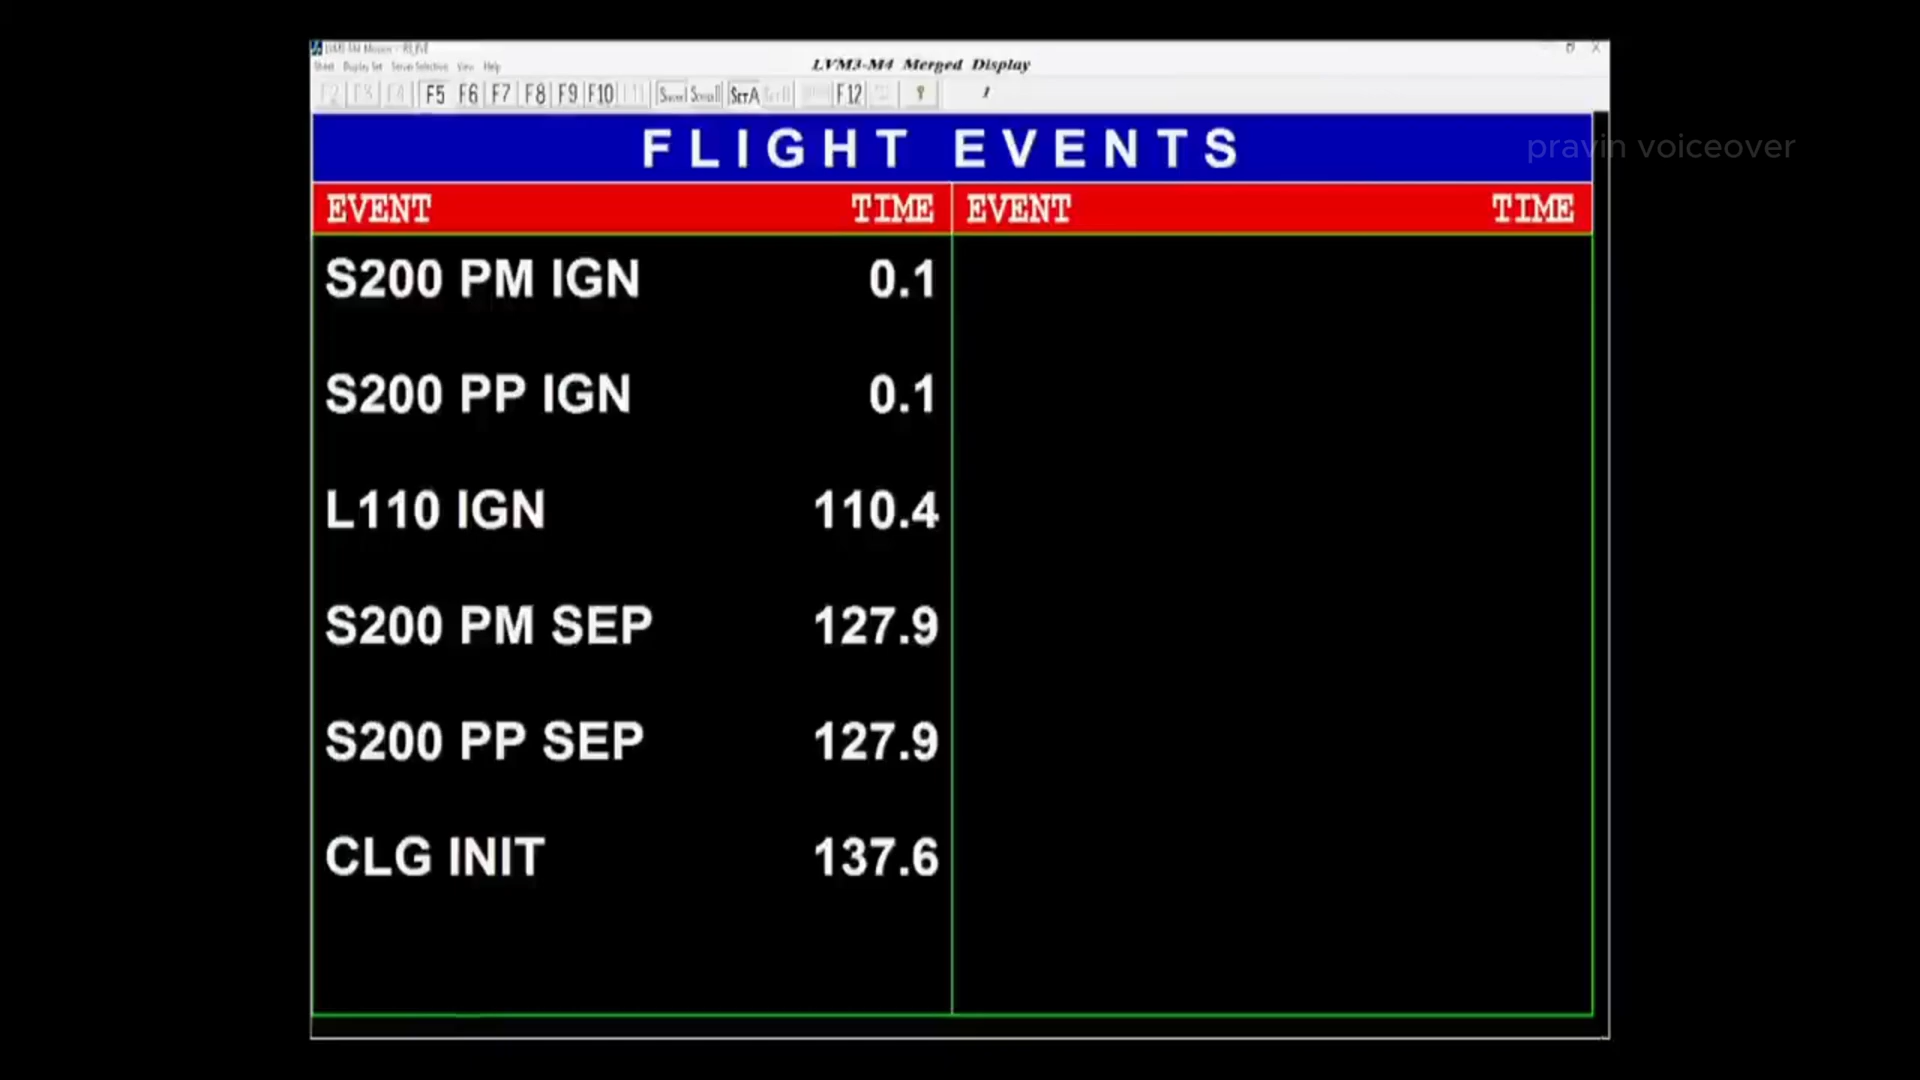 LVM3-M4 Merged Display
F5 F6 F7 F8 F9 F10 SetA F12
1
FLIGHT EVENTS
pravin voiceover
EVENT TIME EVENT TIME
S200 PM IGN 0.1
S200 PP IGN 0.1
L110 IGN 110.4
S200 PM SEP 127.9
S200 PP SEP 127.9
CLG INIT 137.6